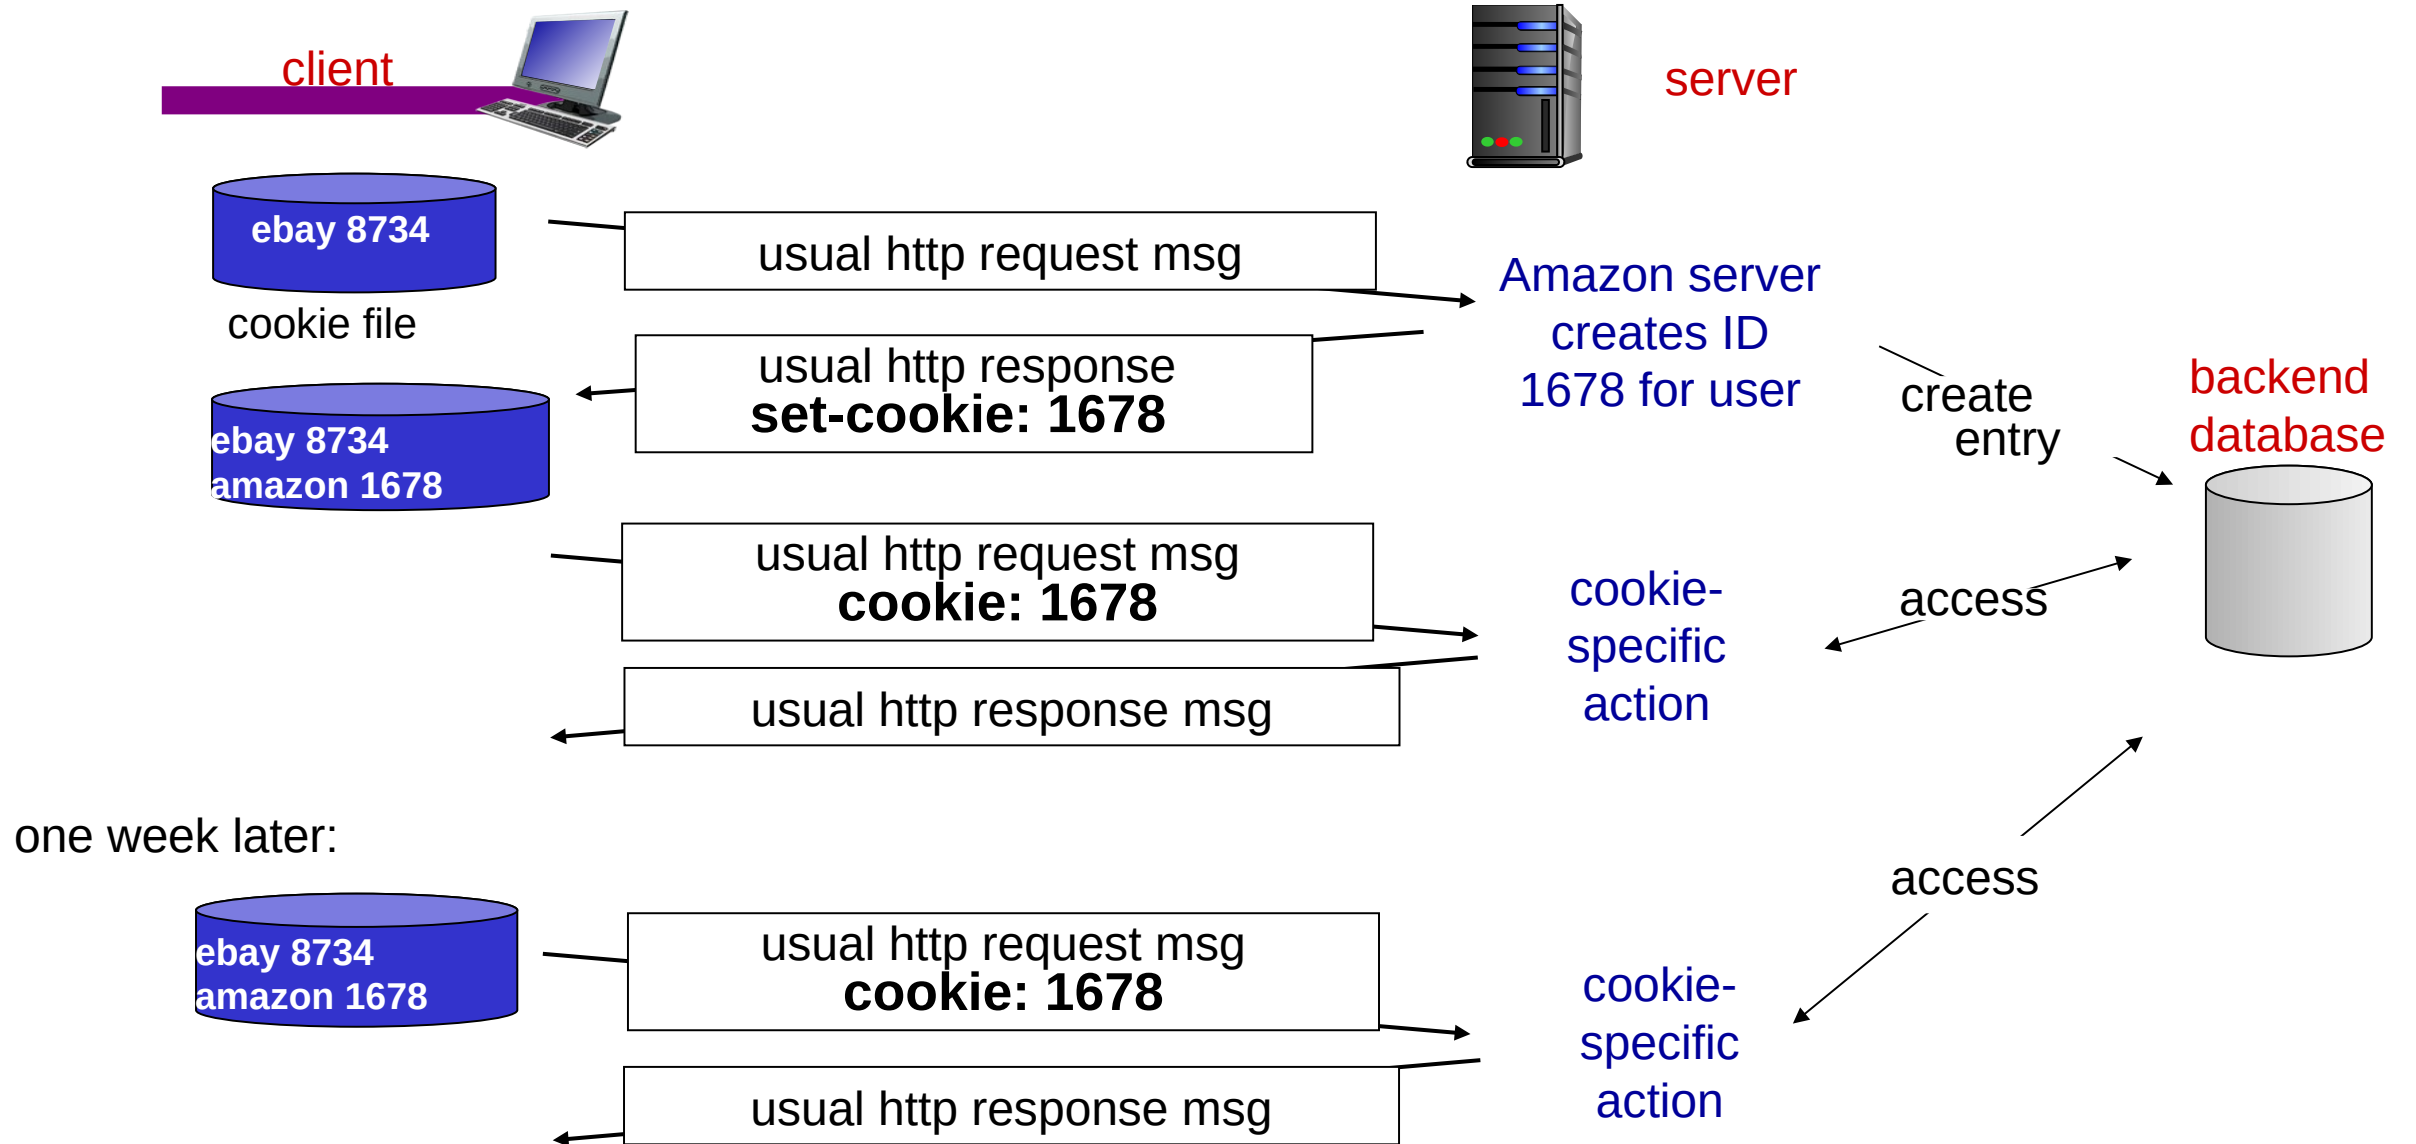 client
server
ebay 8734
usual http request msg
cookie file
Amazon server
creates ID
1678 for user
usual http response
set-cookie: 1678
create
entry
backend
database
ebay 8734
amazon 1678
usual http request msg
cookie: 1678
cookie-
specific
action
access
usual http response msg
one week later:
access
ebay 8734
amazon 1678
usual http request msg
cookie: 1678
cookie-
specific
action
usual http response msg